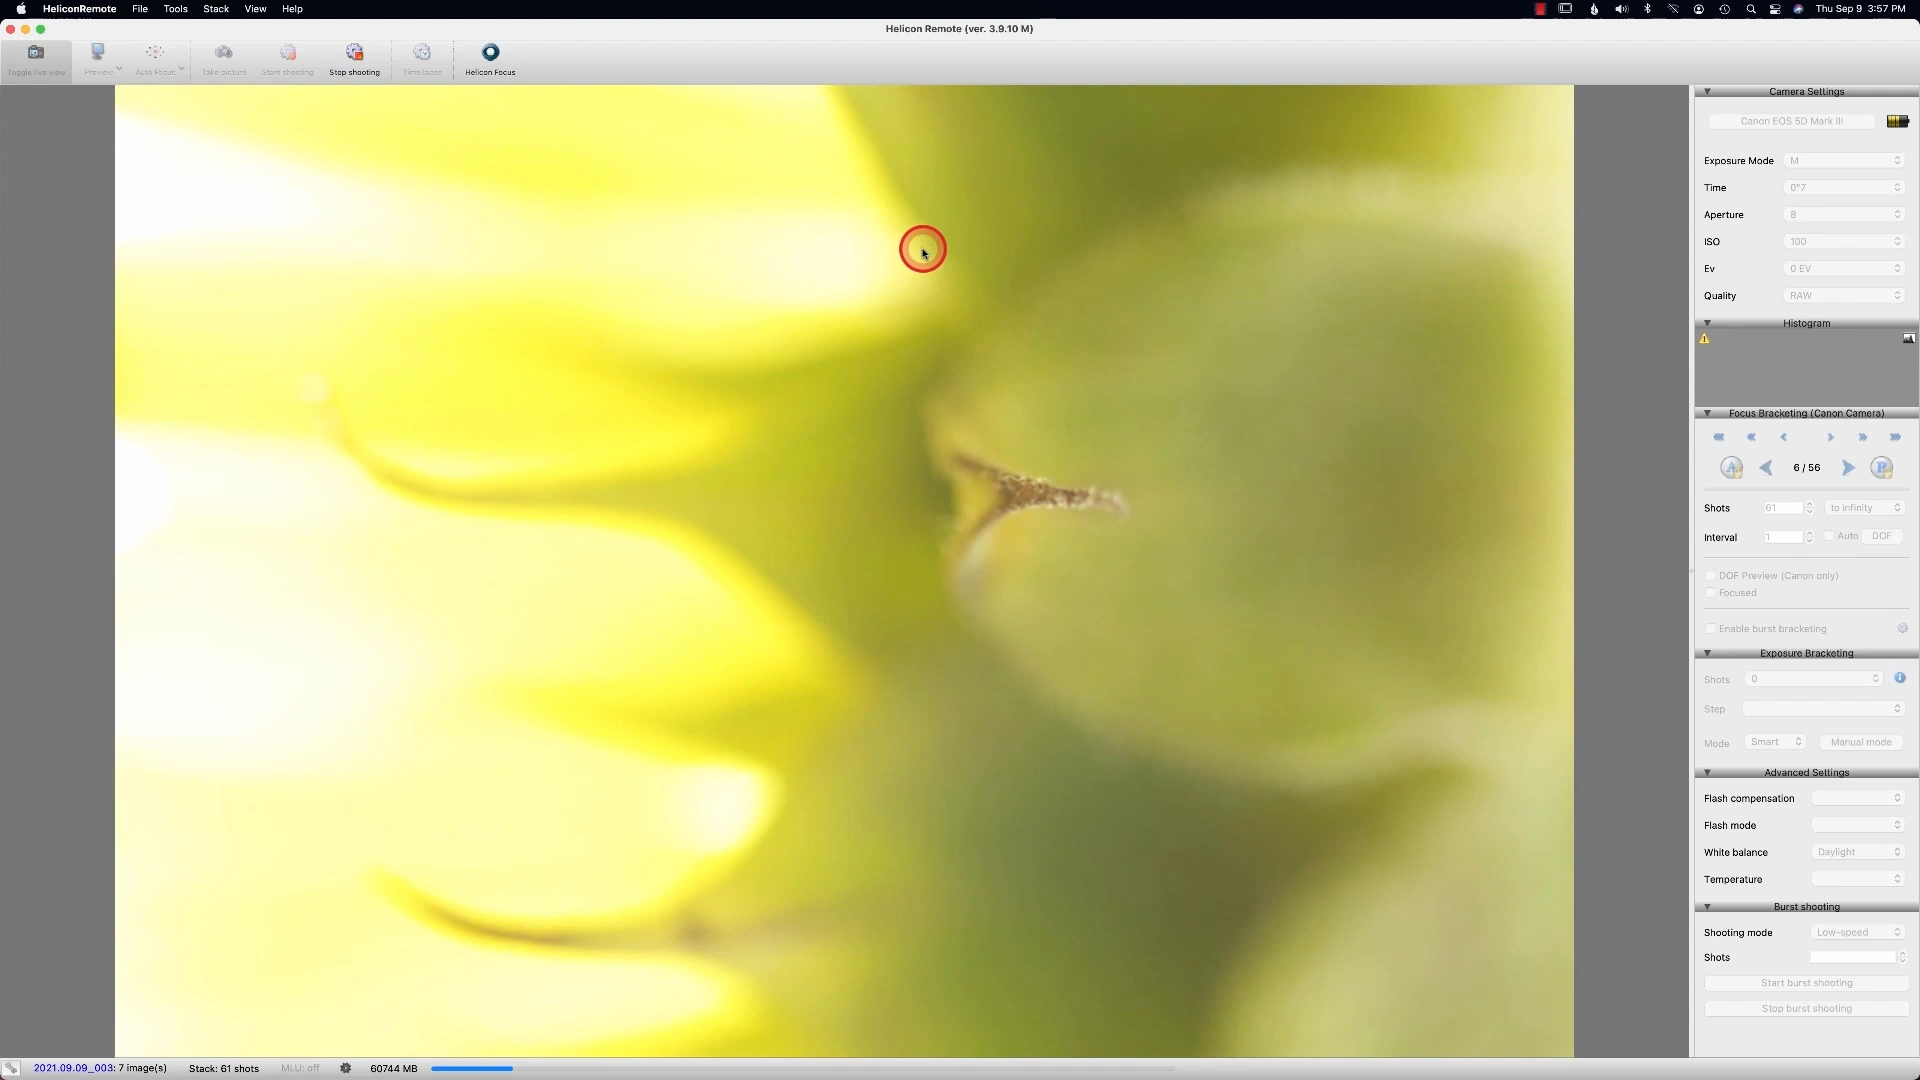 HeliconRemote File Tools Stack View Help Thu Sep 9 3:57 PM
Helicon Remote (ver. 3.9.10 M)
Toggle live view Preview Auto Focus Take picture Start shooting Stop shooting Time lapse Helicon Focus
Camera Settings
Canon EOS 5D Mark III
Exposure Mode M
Time 0"7
Aperture 8
ISO 100
Ev 0 EV
Quality RAW
Histogram
Focus Bracketing (Canon Camera)
A 6 / 56 B
Shots 61 to infinity
Interval 1 Auto DOF
DOF Preview (Canon only)
Focused
Enable burst bracketing
Exposure Bracketing
Shots 0
Step
Mode Smart Manual mode
Advanced Settings
Flash compensation
Flash mode
White balance Daylight
Temperature
Burst shooting
Shooting mode Low-speed
Shots
Start burst shooting
Stop burst shooting
2021.09.09_003: 7 image(s) Stack: 61 shots MLU: off 60744 MB